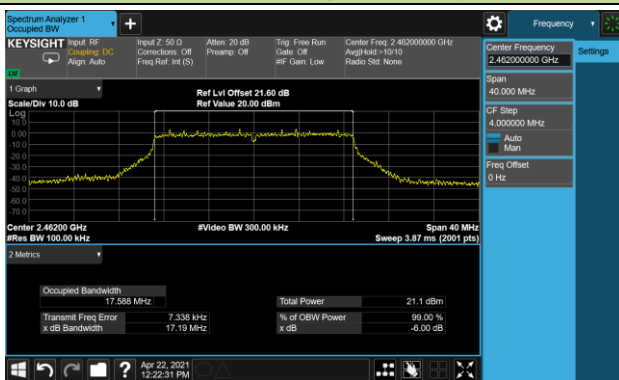 Spectrum Analyzer 1
Occupied BW
Frequency
KEYSIGHT
Input: RF
Coupling: DC
Align: Auto
Input Z: 50 Ω
Corrections: Off
Freq Ref: Int (S)
Atten: 20 dB
Preamp: Off
Trig: Free Run
Gate: Off
#IF Gain: Low
Center Freq: 2.462000000 GHz
Avg|Hold:>10/10
Radio Std: None
LXI
Center Frequency
2.462000000 GHz
Settings
Span
40.000 MHz
CF Step
4.000000 MHz
Auto
Man
Freq Offset
0 Hz
1 Graph
Scale/Div 10.0 dB
Ref Lvl Offset 21.60 dB
Ref Value 20.00 dBm
Log
10.0
0.00
-10.0
-20.0
-30.0
-40.0
-50.0
-60.0
-70.0
Center 2.46200 GHz
#Res BW 100.00 kHz
#Video BW 300.00 kHz
Span 40 MHz
Sweep 3.87 ms (2001 pts)
2 Metrics
Occupied Bandwidth
17.588 MHz
Total Power 21.1 dBm
Transmit Freq Error 7.338 kHz
% of OBW Power 99.00 %
x dB Bandwidth 17.19 MHz
x dB -6.00 dB
Apr 22, 2021
12:22:31 PM